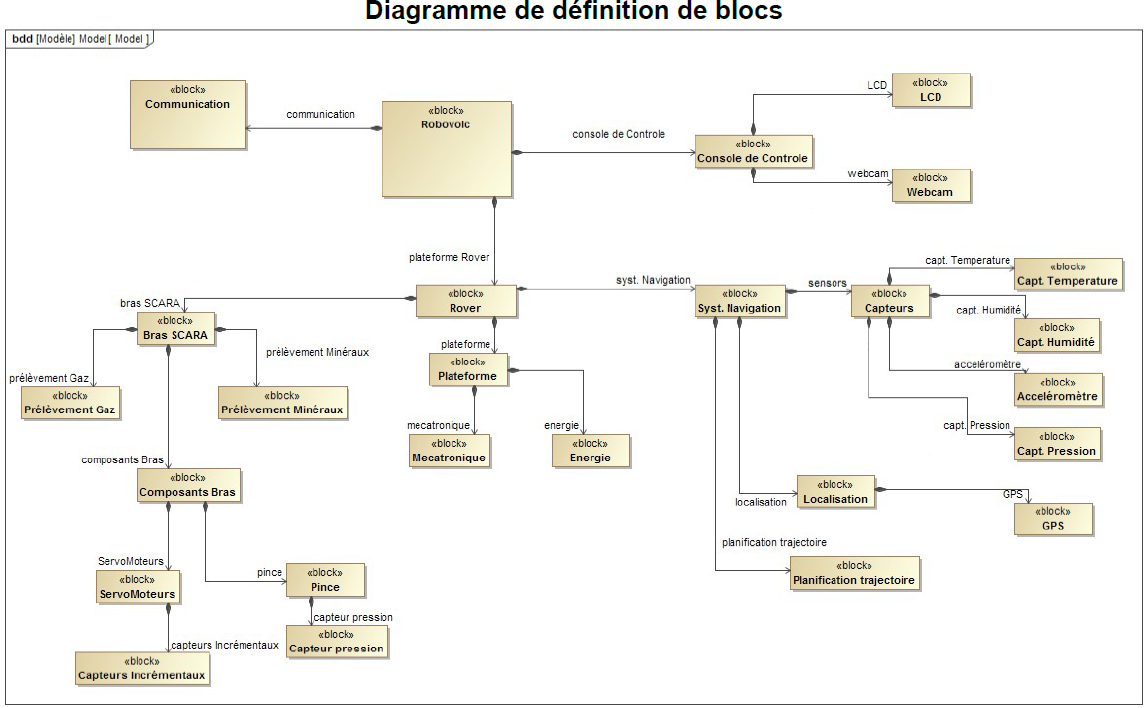 Diagramme de définition de blocs
bdd [Modèle] Model [ Model ]
«block»
Communication
communication
«block»
Robovolc
console de Controle
«block»
Console de Controle
LCD
«block»
LCD
webcam
«block»
Webcam
plateforme Rover
«block»
Rover
syst. Navigation
«block»
Syst. Navigation
sensors
«block»
Capteurs
capt. Temperature
«block»
Capt. Temperature
capt. Humidité
«block»
Capt. Humidité
accéléromètre
«block»
Accéléromètre
capt. Pression
«block»
Capt. Pression
bras SCARA
«block»
Bras SCARA
prélèvement Gaz
«block»
Prélèvement Gaz
prélèvement Minéraux
«block»
Prélèvement Minéraux
plateforme
«block»
Plateforme
mecatronique
«block»
Mecatronique
energie
«block»
Energie
composants Bras
«block»
Composants Bras
localisation
«block»
Localisation
GPS
«block»
GPS
planification trajectoire
«block»
Planification trajectoire
ServoMoteurs
«block»
ServoMoteurs
pince
«block»
Pince
capteur pression
«block»
Capteur pression
capteurs Incrémentaux
«block»
Capteurs Incrémentaux